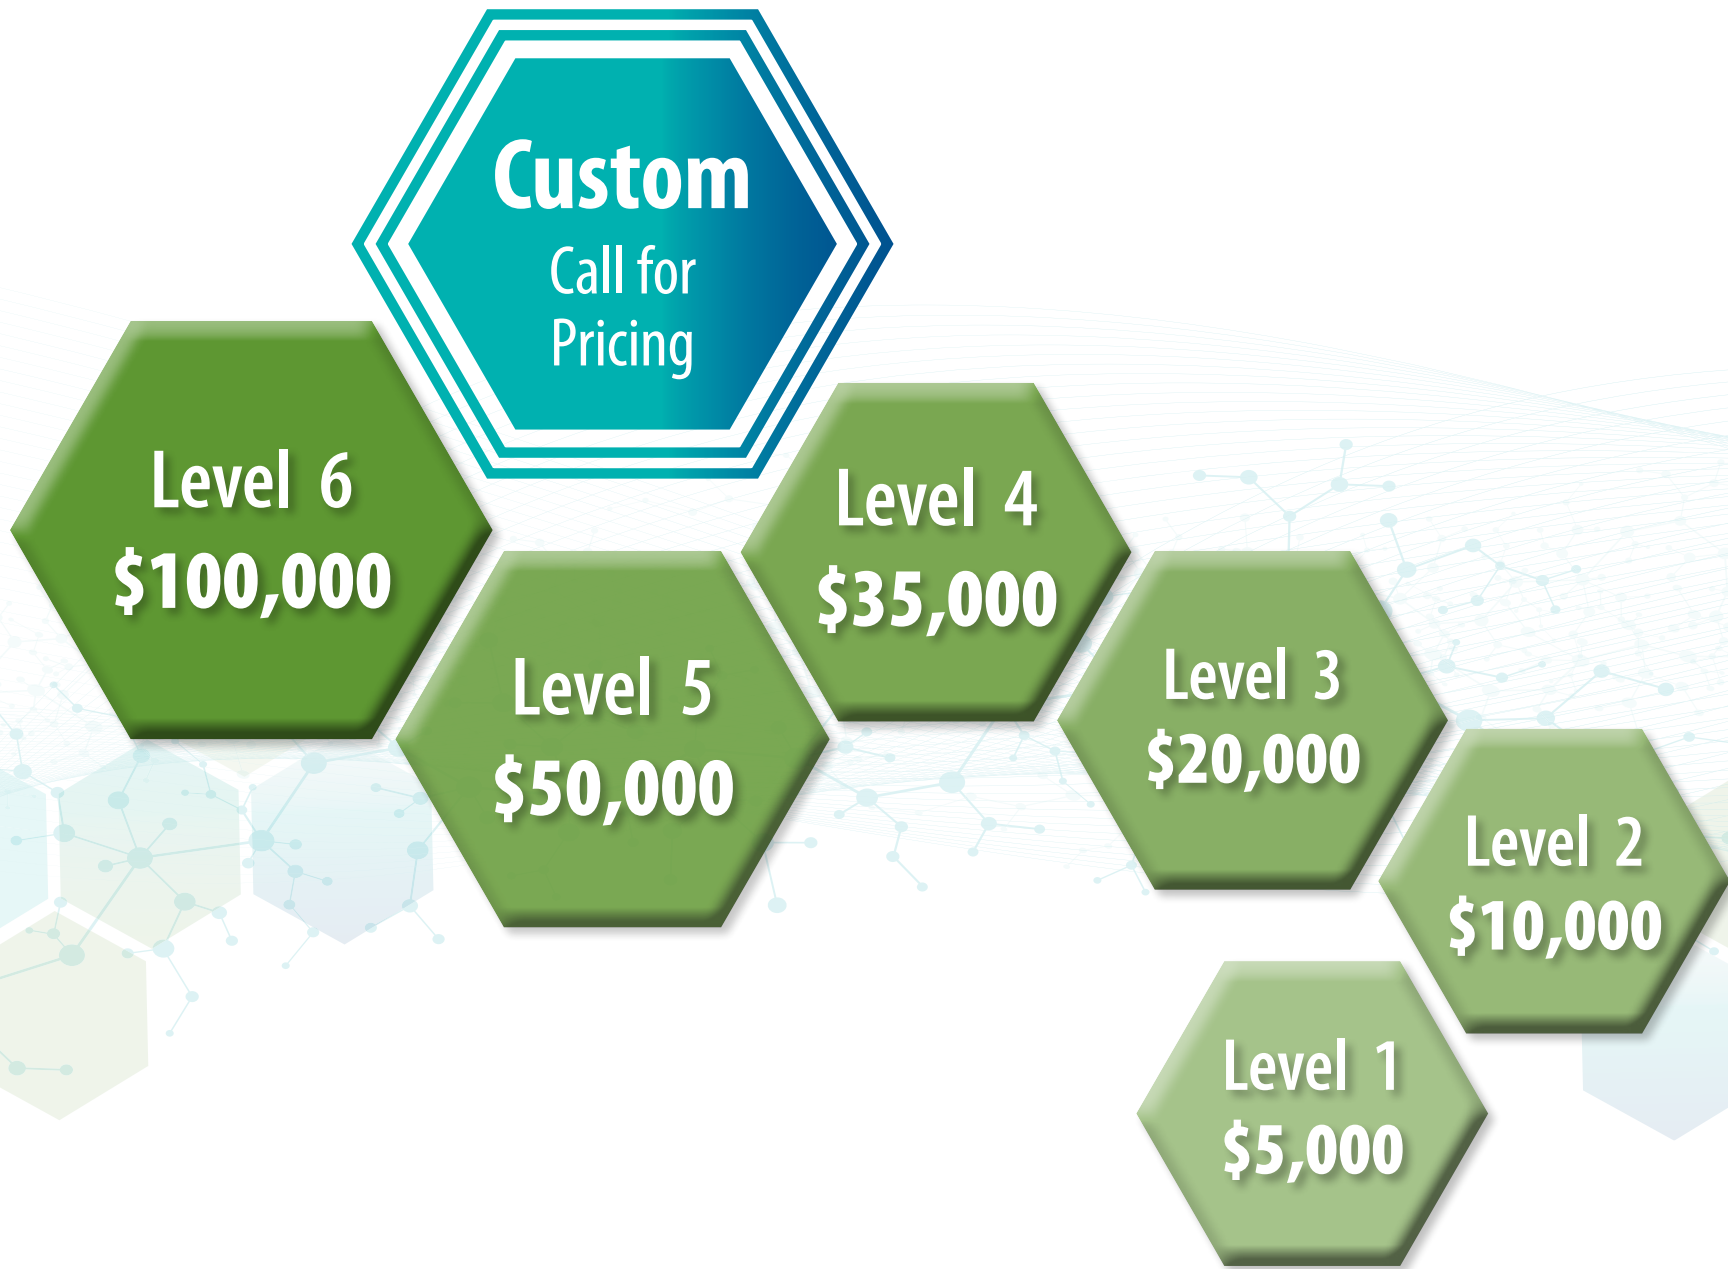 Custom
Call for
Pricing
Level 6
$100,000
Level 5
$50,000
Level 4
$35,000
Level 3
$20,000
Level 2
$10,000
Level 1
$5,000